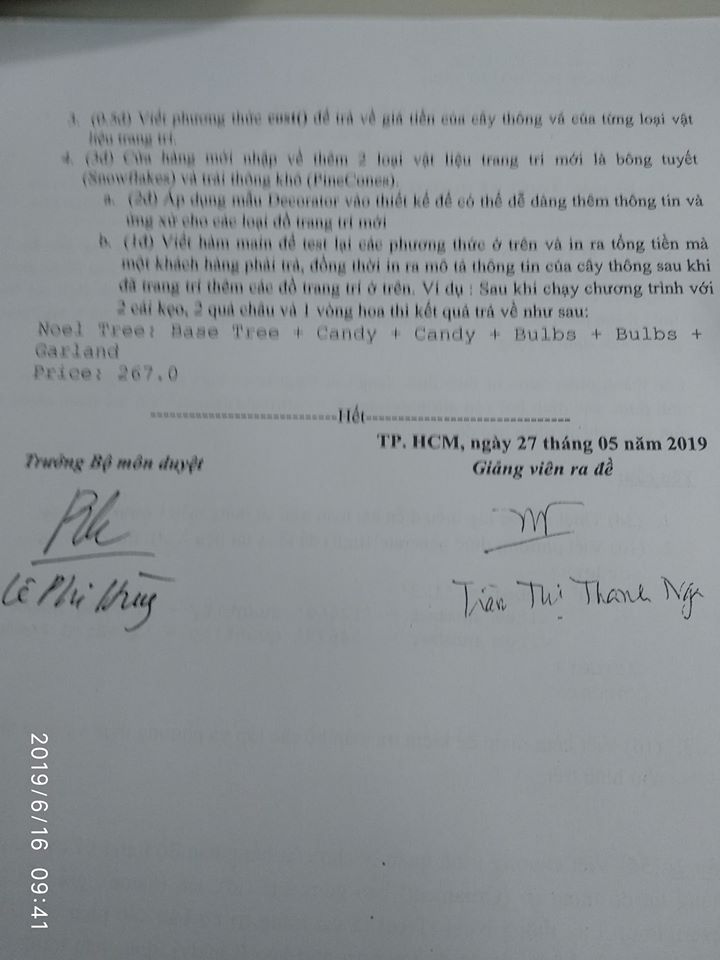 3. (0.5đ) Viết phương thức cost() để trả về giá tiền của cây thông và của từng loại vật
liệu trang trí.
4. (3đ) Cửa hàng mới nhập về thêm 2 loại vật liệu trang trí mới là bông tuyết
(Snowflakes) và trái thông khô (PineCones).
a. (2đ) Áp dụng mẫu Decorator vào thiết kế để có thể dễ dàng thêm thông tin và
ứng xử cho các loại đồ trang trí mới
b. (1đ) Viết hàm main để test lại các phương thức ở trên và in ra tổng tiền mà
một khách hàng phải trả, đồng thời in ra mô tả thông tin của cây thông sau khi
đã trang trí thêm các đồ trang trí ở trên. Ví dụ : Sau khi chạy chương trình với
2 cái kẹo, 2 quả châu và 1 vòng hoa thì kết quả trả về như sau:
Noel Tree: Base Tree + Candy + Candy + Bulbs + Bulbs +
Garland
Price: 267.0
Hết
TP. HCM, ngày 27 tháng 05 năm 2019
Trưởng Bộ môn duyệt
Giảng viên ra đề
Lê Phi Hùng
Trần Thị Thanh Nga
2019/6/16 09:41